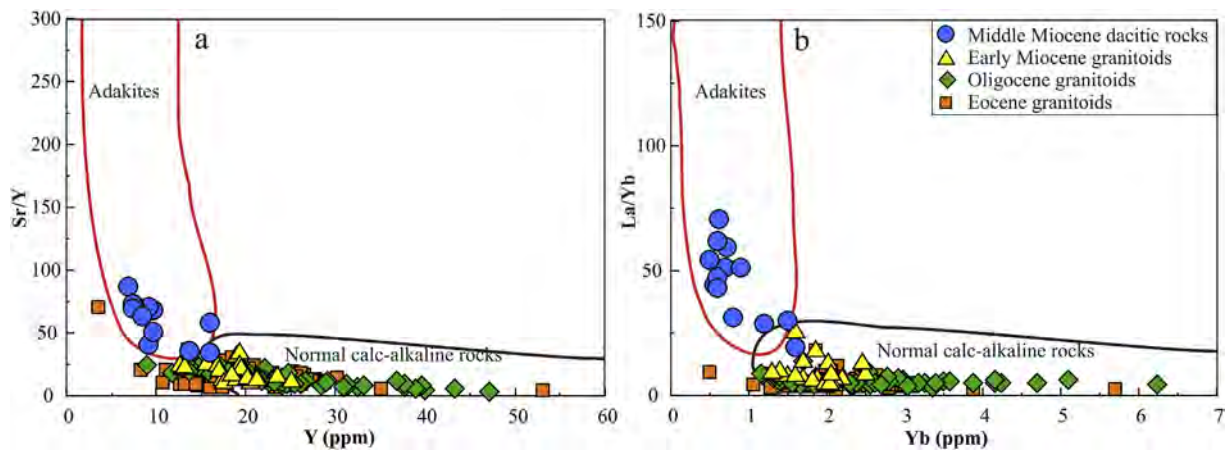 a
300
250
200
150
100
50
0
Sr/Y
Adakites
Normal calc-alkaline rocks
0 10 20 30 40 50 60
Y (ppm)
b
150
100
50
0
La/Yb
Adakites
Middle Miocene dacitic rocks
Early Miocene granitoids
Oligocene granitoids
Eocene granitoids
Normal calc-alkaline rocks
0 1 2 3 4 5 6 7
Yb (ppm)